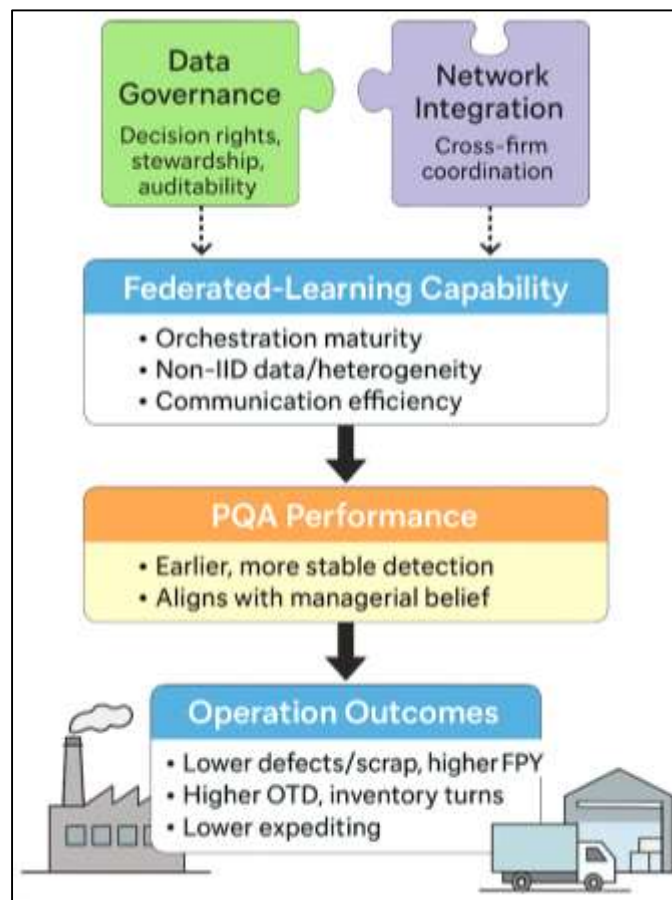 Data
Governance
Decision rights,
stewardship,
auditability
Network
Integration
Cross-firm
coordination
Federated-Learning Capability
• Orchestration maturity
• Non-IID data/heterogeneity
• Communication efficiency
PQA Performance
• Earlier, more stable detection
• Aligns with managerial belief
Operation Outcomes
• Lower defects/scrap, higher FPY
• Higher OTD, inventory turns
• Lower expediting